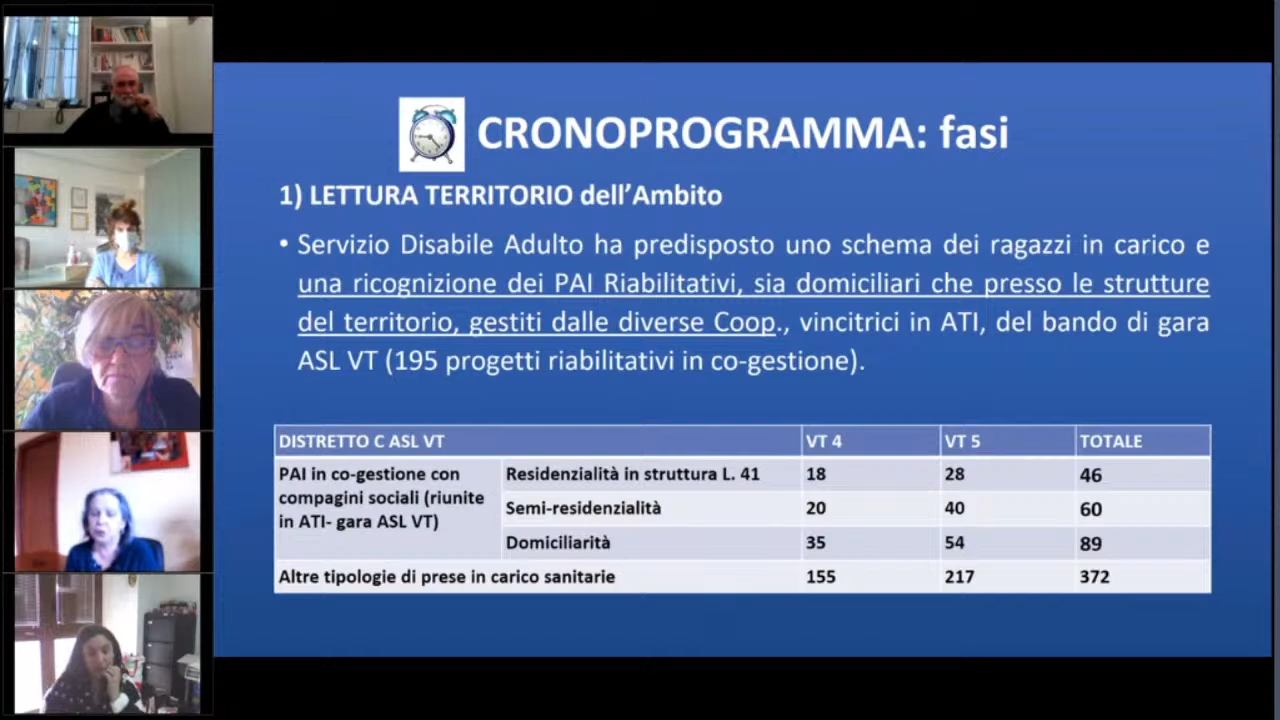 CRONOPROGRAMMA: fasi
1) LETTURA TERRITORIO dell'Ambito
• Servizio Disabile Adulto ha predisposto uno schema dei ragazzi in carico e
una ricognizione dei PAI Riabilitativi, sia domiciliari che presso le strutture
del territorio, gestiti dalle diverse Coop., vincitrici in ATI, del bando di gara
ASL VT (195 progetti riabilitativi in co-gestione).
DISTRETTO C ASL VT VT 4 VT 5 TOTALE
PAI in co-gestione con
compagini sociali (riunite
in ATI- gara ASL VT)
Residenzialità in struttura L. 41 18 28 46
Semi-residenzialità 20 40 60
Domiciliarità 35 54 89
Altre tipologie di prese in carico sanitarie 155 217 372